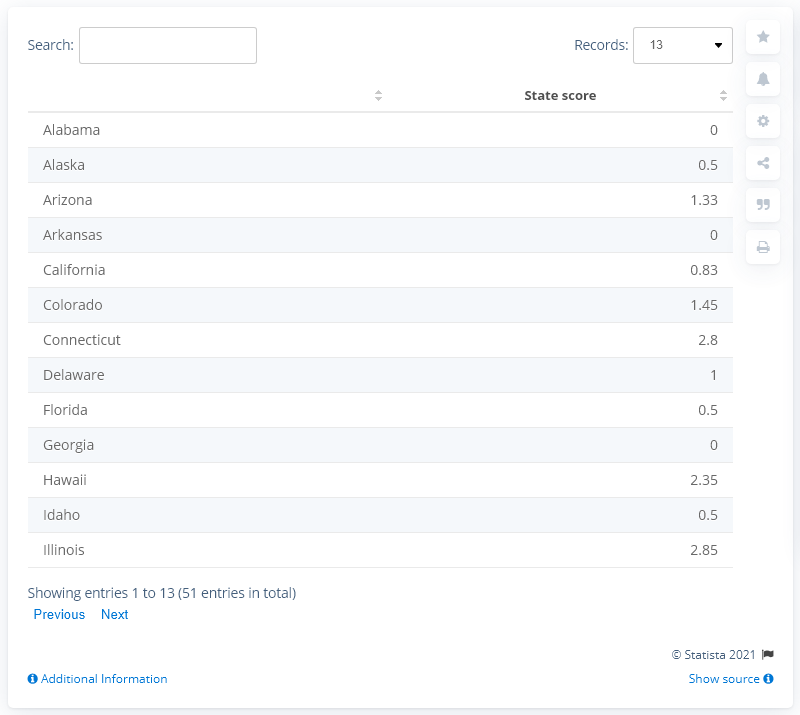 Search: Records: 13
State score
Alabama 0
Alaska 0.5
Arizona 1.33
Arkansas 0
California 0.83
Colorado 1.45
Connecticut 2.8
Delaware 1
Florida 0.5
Georgia 0
Hawaii 2.35
Idaho 0.5
Illinois 2.85
Showing entries 1 to 13 (51 entries in total)
Previous Next
© Statista 2021
Additional Information Show source